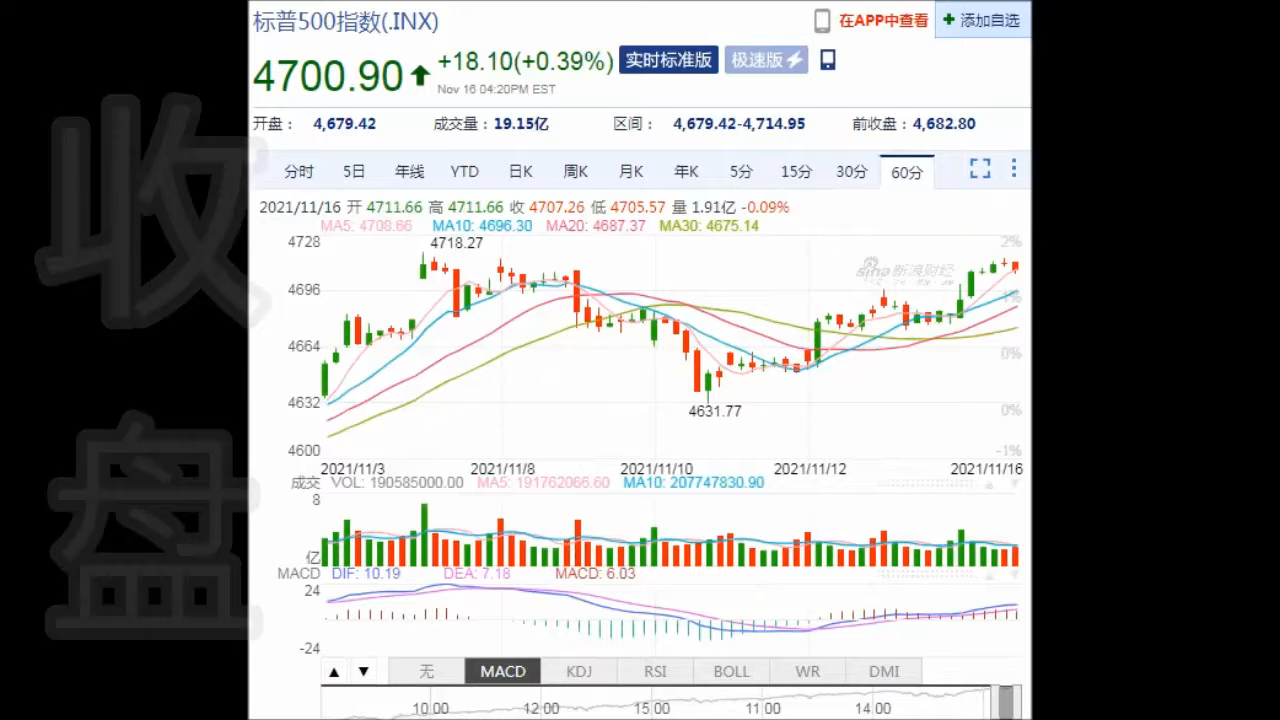 标普500指数(.INX)
在APP中查看
+ 添加自选
4700.90
+18.10(+0.39%)
实时标准版
极速版
Nov 16 04:20PM EST
开盘： 4,679.42 成交量：19.15亿 区间： 4,679.42-4,714.95 前收盘：4,682.80
分时 5日 年线 YTD 日K 周K 月K 年K 5分 15分 30分 60分
2021/11/16 开 4711.66 高 4711.66 收 4707.26 低 4705.57 量 1.91亿 -0.09%
MA5: 4708.66 MA10: 4696.30 MA20: 4687.37 MA30: 4675.14
4728
4718.27
2%
sina 新浪财经
4696
1%
4664
0%
4632
4631.77
0%
4600
-1%
2021/11/3 2021/11/8 2021/11/10 2021/11/12 2021/11/16
成交 VOL: 190585000.00 MA5: 191762066.60 MA10: 207747830.90
8
亿
MACD DIF: 10.19 DEA: 7.18 MACD: 6.03
24
-24
▲ ▼ 无 MACD KDJ RSI BOLL WR DMI
10:00 12:00 15:00 11:00 14:00
收
盘